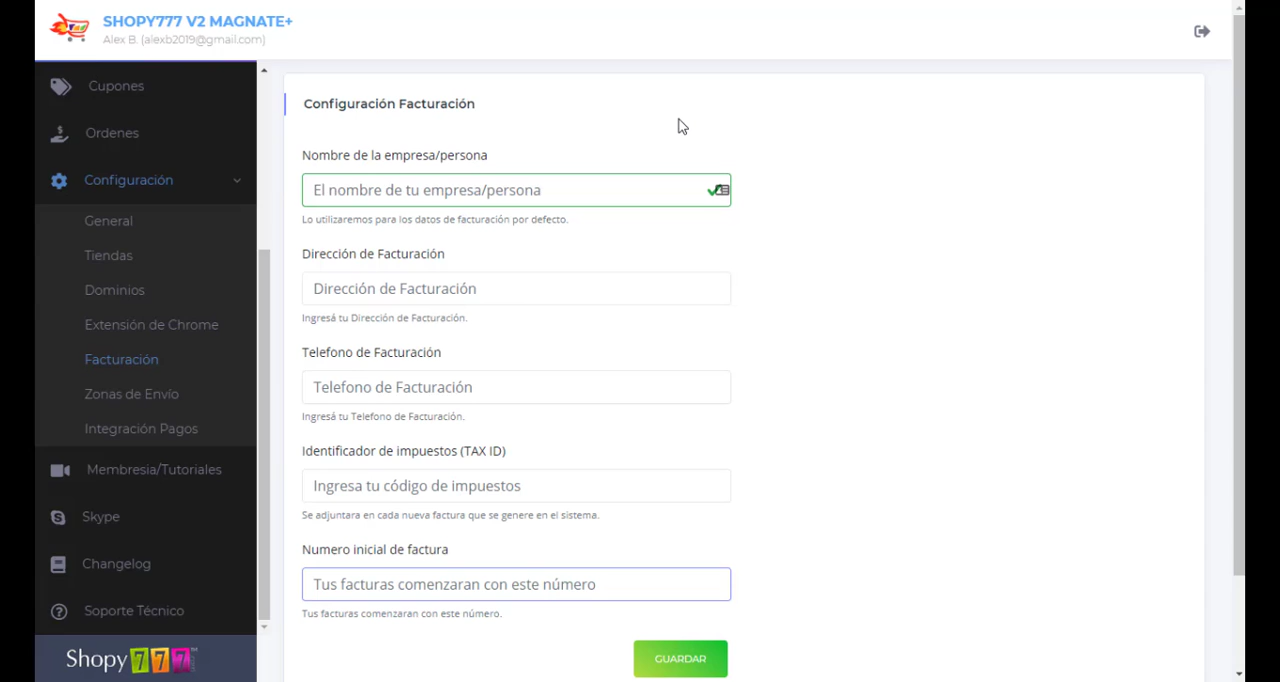 SHOPY777 V2 MAGNATE+
Alex B. (alexb2019@gmail.com)
Cupones
Ordenes
Configuración
General
Tiendas
Dominios
Extensión de Chrome
Facturación
Zonas de Envío
Integración Pagos
Membresia/Tutoriales
Skype
Changelog
Soporte Técnico
Shopy777
Configuración Facturación
Nombre de la empresa/persona
El nombre de tu empresa/persona
Lo utilizaremos para los datos de facturación por defecto.
Dirección de Facturación
Dirección de Facturación
Ingresá tu Dirección de Facturación.
Telefono de Facturación
Telefono de Facturación
Ingresá tu Telefono de Facturación.
Identificador de impuestos (TAX ID)
Ingresa tu código de impuestos
Se adjuntara en cada nueva factura que se genere en el sistema.
Numero inicial de factura
Tus facturas comenzaran con este número
Tus facturas comenzaran con este número.
GUARDAR